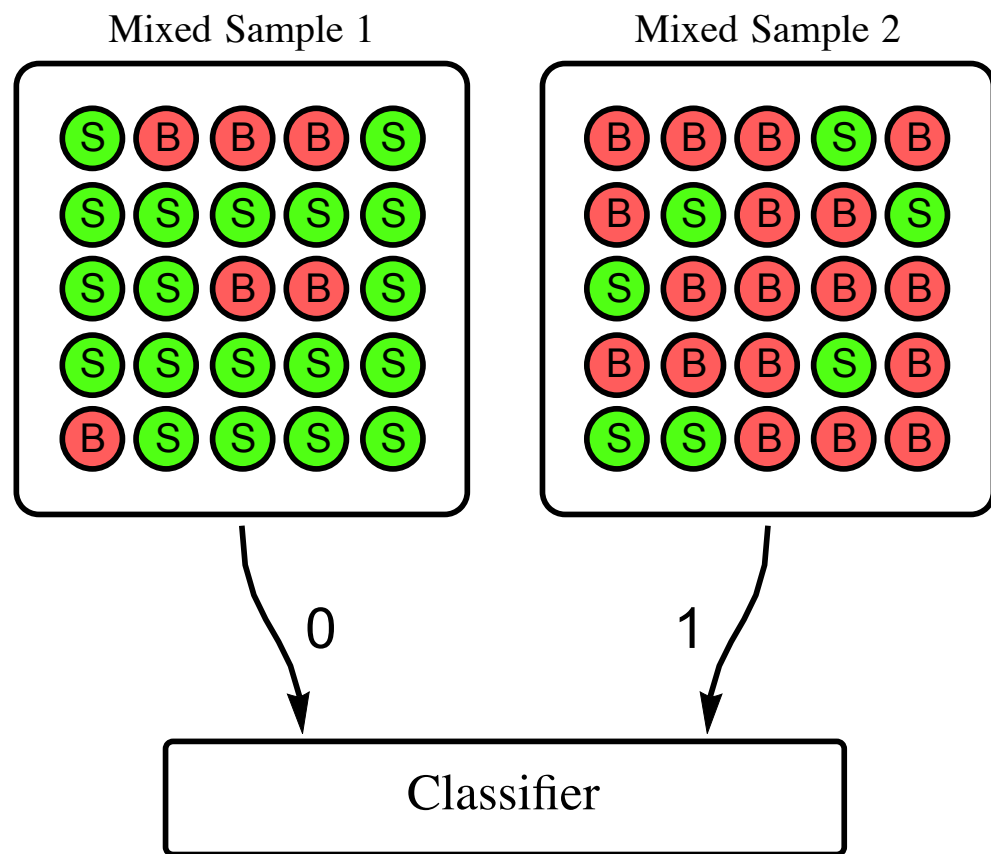 Mixed Sample 1
S B B B S
S S S S S
S S B B S
S S S S S
B S S S S
Mixed Sample 2
B B B S B
B S B B S
S B B B B
B B B S B
S S B B B
0
1
Classifier